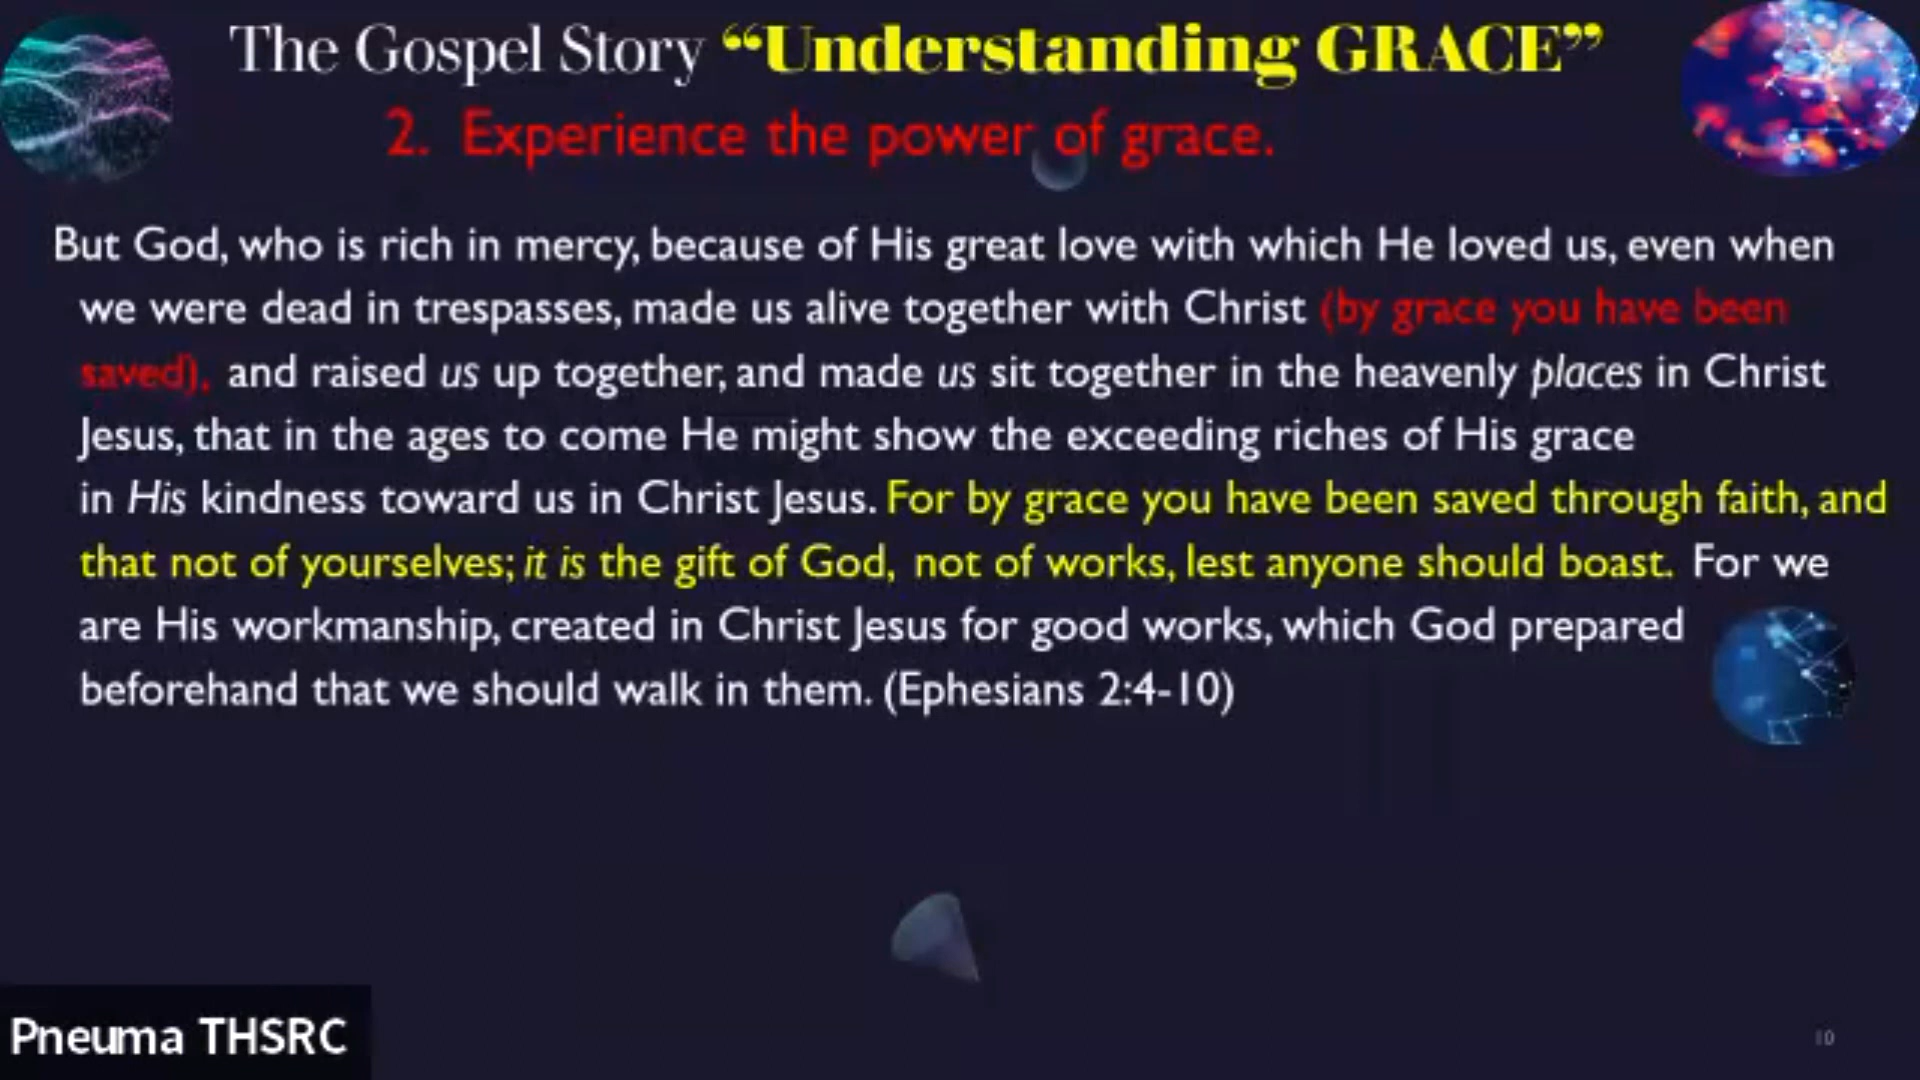 The Gospel Story “Understanding GRACE”
2. Experience the power of grace.
But God, who is rich in mercy, because of His great love with which He loved us, even when
we were dead in trespasses, made us alive together with Christ (by grace you have been
saved), and raised us up together, and made us sit together in the heavenly places in Christ
Jesus, that in the ages to come He might show the exceeding riches of His grace
in His kindness toward us in Christ Jesus. For by grace you have been saved through faith, and
that not of yourselves; it is the gift of God, not of works, lest anyone should boast. For we
are His workmanship, created in Christ Jesus for good works, which God prepared
beforehand that we should walk in them. (Ephesians 2:4-10)
Pneuma THSRC
10